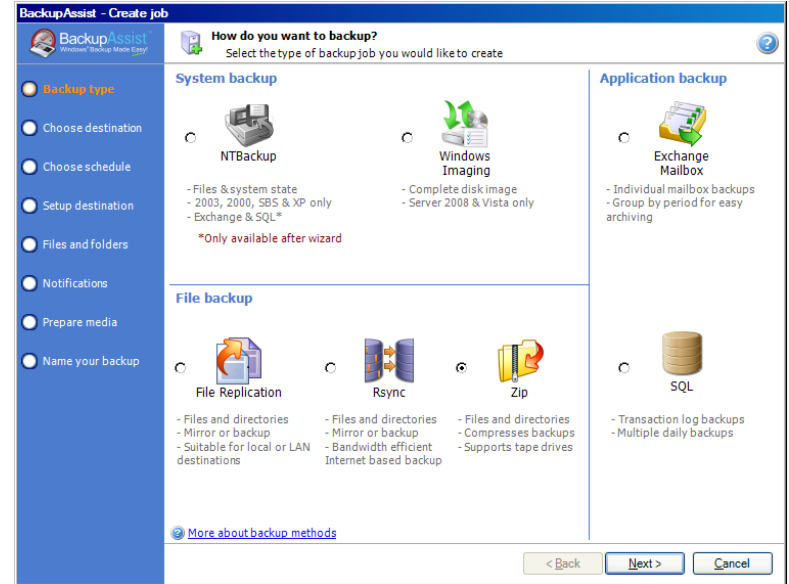 BackupAssist - Create job
BackupAssist™
Windows® Backup Made Easy!
How do you want to backup?
Select the type of backup job you would like to create
Backup type
Choose destination
Choose schedule
Setup destination
Files and folders
Notifications
Prepare media
Name your backup
System backup
NTBackup
- Files & system state
- 2003, 2000, SBS & XP only
- Exchange & SQL*
*Only available after wizard
Windows
Imaging
- Complete disk image
- Server 2008 & Vista only
Application backup
Exchange
Mailbox
- Individual mailbox backups
- Group by period for easy
archiving
File backup
File Replication
- Files and directories
- Mirror or backup
- Suitable for local or LAN
destinations
Rsync
- Files and directories
- Mirror or backup
- Bandwidth efficient
Internet based backup
Zip
- Files and directories
- Compresses backups
- Supports tape drives
SQL
- Transaction log backups
- Multiple daily backups
More about backup methods
< Back
Next >
Cancel